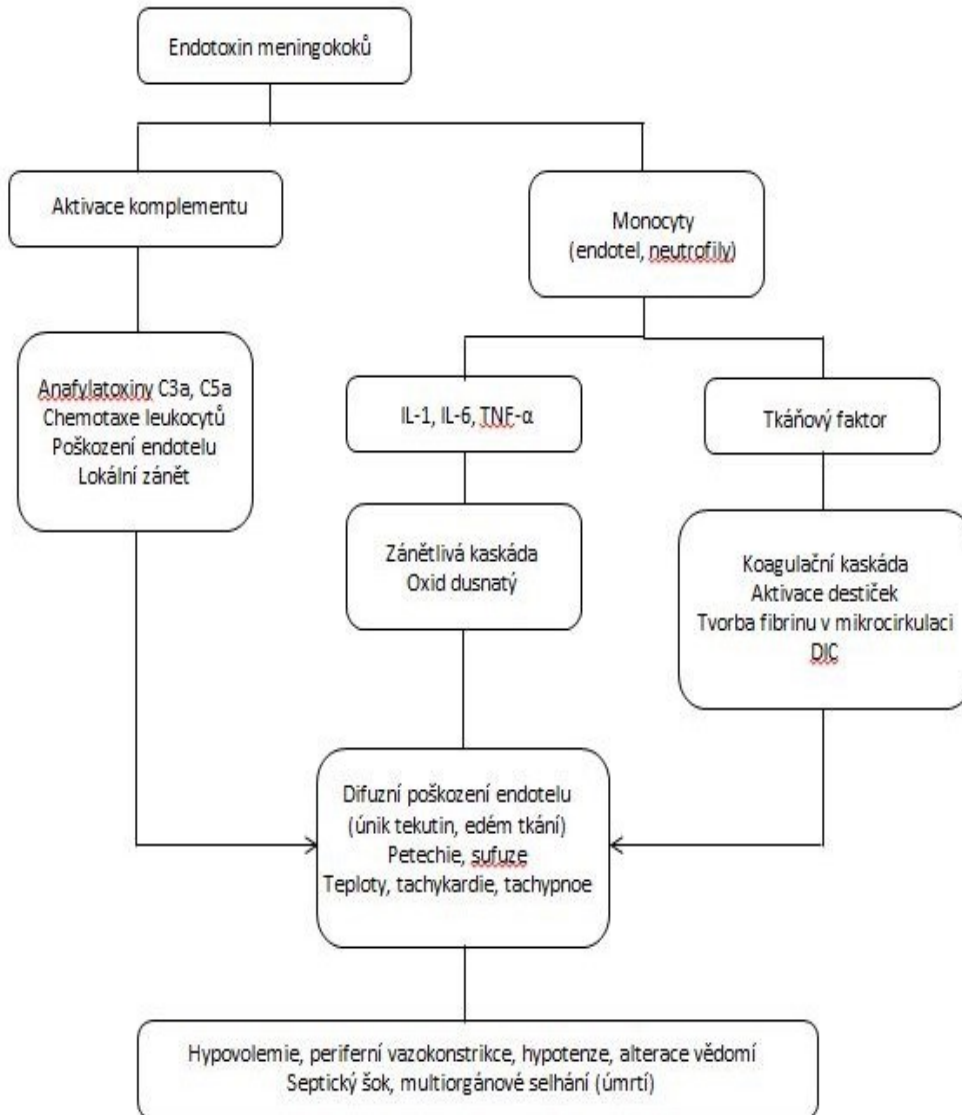 Endotoxin meningokoků
Aktivace komplementu
Monocyty
(endotel, neutrofily)
Anafylatoxiny C3a, C5a
Chemotaxe leukocytů
Poškození endotelu
Lokální zánět
IL-1, IL-6, TNF-α
Tkáňový faktor
Zánětlivá kaskáda
Oxid dusnatý
Koagulační kaskáda
Aktivace destiček
Tvorba fibrinu v mikrocirkulaci
DIC
Difuzní poškození endotelu
(únik tekutin, edém tkání)
Petechie, sufuze
Teploty, tachykardie, tachypnoe
Hypovolemie, periferní vazokonstrikce, hypotenze, alterace vědomí
Septický šok, multiorgánové selhání (úmrtí)